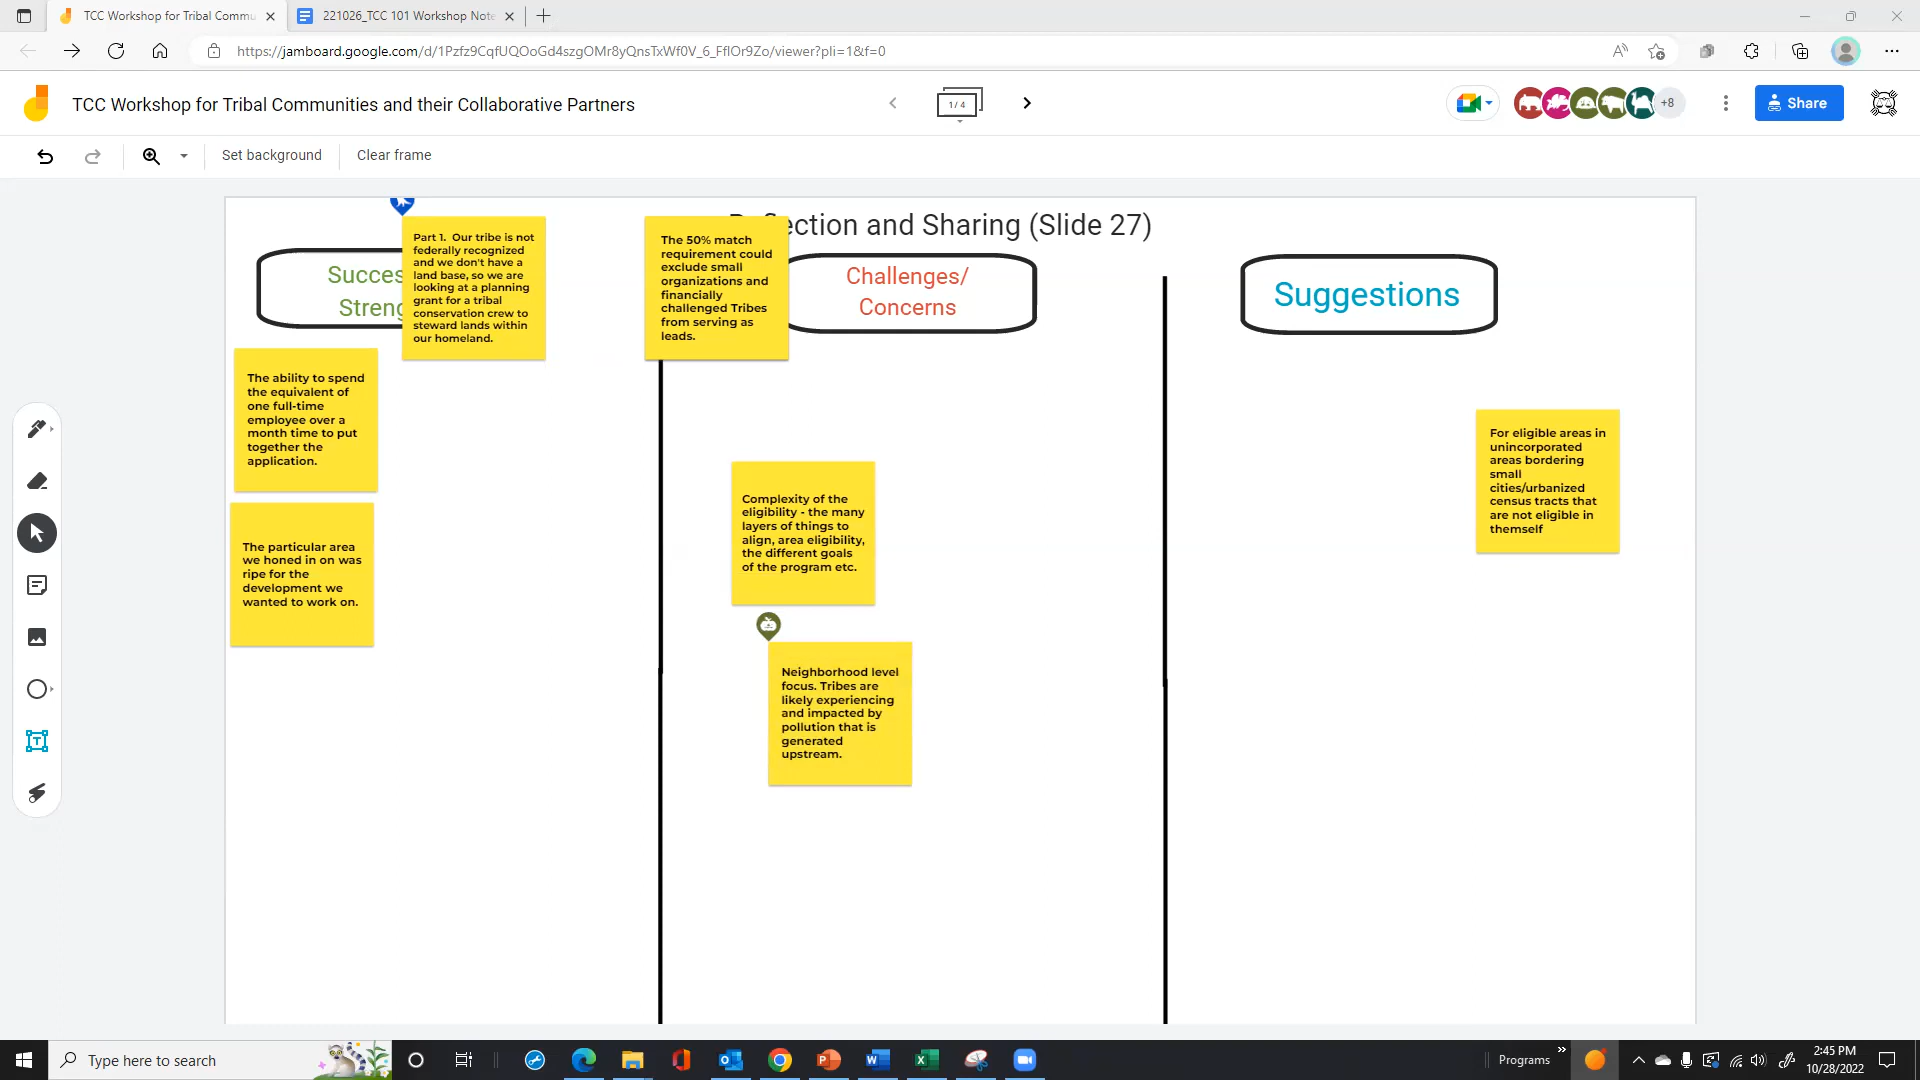 TCC Workshop for Tribal Commu
221026_TCC 101 Workshop Note
https://jamboard.google.com/d/1Pzfz9CqfUQOoGd4szgOMr8yQnsTxWf0V_6_FflOr9Zo/viewer?pli=1&f=0
TCC Workshop for Tribal Communities and their Collaborative Partners
1 / 4
+8
Share
Set background
Clear frame
ection and Sharing (Slide 27)
Succes
Streng
Part 1. Our tribe is not
federally recognized
and we don't have a
land base, so we are
looking at a planning
grant for a tribal
conservation crew to
steward lands within
our homeland.
The ability to spend
the equivalent of
one full-time
employee over a
month time to put
together the
application.
The particular area
we honed in on was
ripe for the
development we
wanted to work on.
The 50% match
requirement could
exclude small
organizations and
financially
challenged Tribes
from serving as
leads.
Challenges/
Concerns
Complexity of the
eligibility - the many
layers of things to
align, area eligibility,
the different goals
of the program etc.
Neighborhood level
focus. Tribes are
likely experiencing
and impacted by
pollution that is
generated
upstream.
Suggestions
For eligible areas in
unincorporated
areas bordering
small
cities/urbanized
census tracts that
are not eligible in
themself
Type here to search
Programs
2:45 PM
10/28/2022